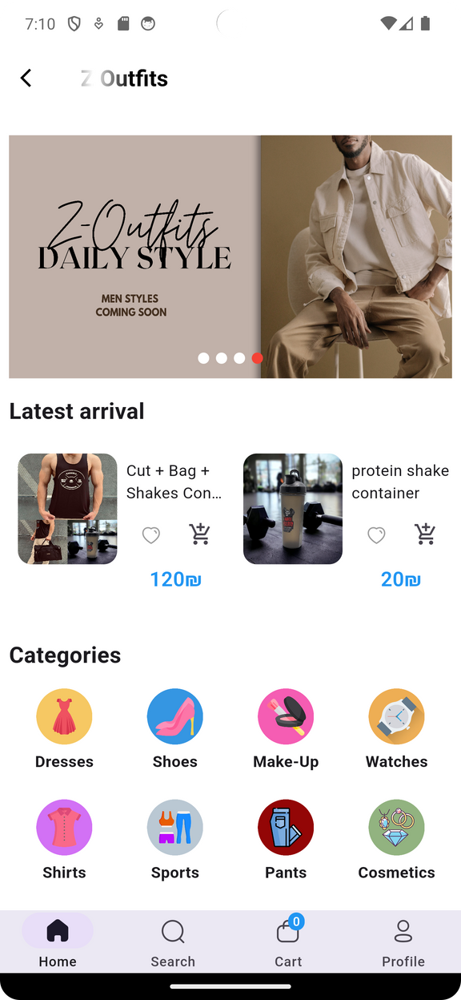 7:10
Z Outfits
Z-Outfits
DAILY STYLE
MEN STYLES
COMING SOON
Latest arrival
Cut + Bag +
Shakes Con...
120₪
protein shake
container
20₪
Categories
Dresses
Shoes
Make-Up
Watches
Shirts
Sports
Pants
Cosmetics
0
Home
Search
Cart
Profile